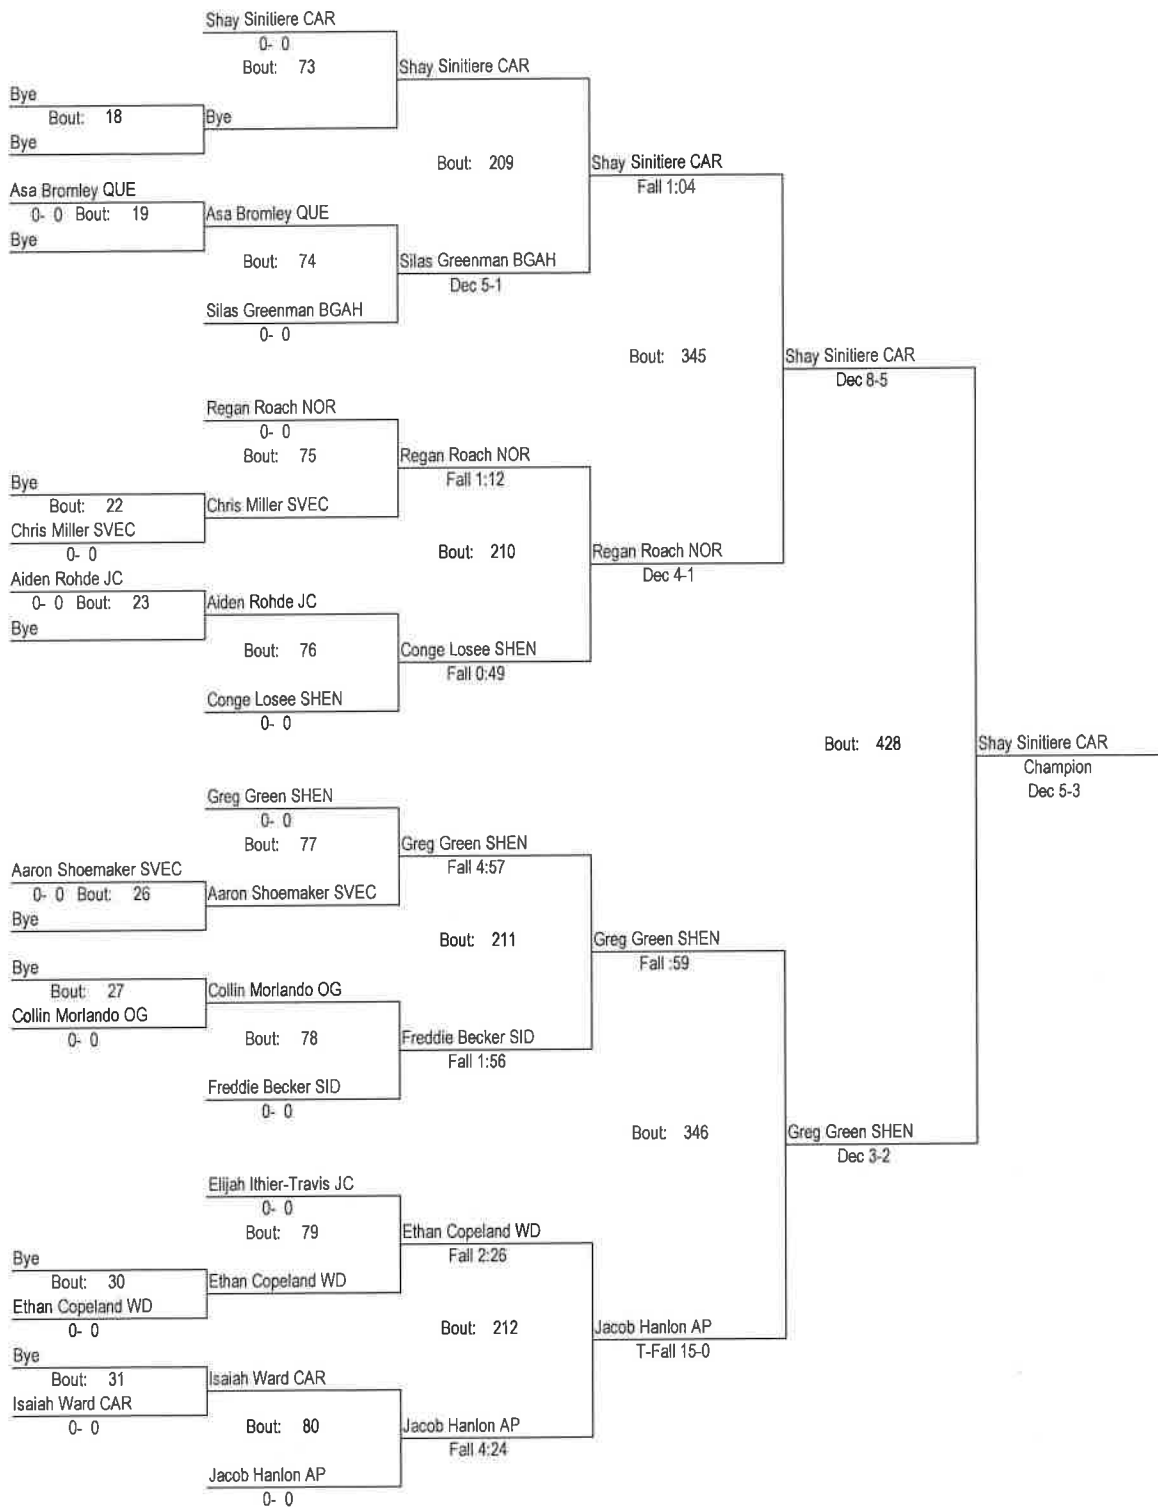 Shay Sinitiere CAR
0- 0
Bout: 73
Shay Sinitiere CAR
Bye
Bout: 18
Bye
Bye
Bout: 209
Shay Sinitiere CAR
Fall 1:04
Asa Bromley QUE
0- 0 Bout: 19
Asa Bromley QUE
Bye
Bout: 74
Silas Greenman BGAH
Dec 5-1
Silas Greenman BGAH
0- 0
Bout: 345
Shay Sinitiere CAR
Dec 8-5
Regan Roach NOR
0- 0
Bout: 75
Regan Roach NOR
Fall 1:12
Bye
Bout: 22
Chris Miller SVEC
Chris Miller SVEC
0- 0
Bout: 210
Regan Roach NOR
Dec 4-1
Aiden Rohde JC
0- 0 Bout: 23
Aiden Rohde JC
Bye
Bout: 76
Conge Losee SHEN
Fall 0:49
Conge Losee SHEN
0- 0
Bout: 428
Shay Sinitiere CAR
Champion
Dec 5-3
Greg Green SHEN
0- 0
Bout: 77
Greg Green SHEN
Fall 4:57
Aaron Shoemaker SVEC
0- 0 Bout: 26
Aaron Shoemaker SVEC
Bye
Bout: 211
Greg Green SHEN
Fall :59
Bye
Bout: 27
Collin Morlando OG
Collin Morlando OG
0- 0
Bout: 78
Freddie Becker SID
Fall 1:56
Freddie Becker SID
0- 0
Bout: 346
Greg Green SHEN
Dec 3-2
Elijah Ithier-Travis JC
0- 0
Bout: 79
Ethan Copeland WD
Fall 2:26
Bye
Bout: 30
Ethan Copeland WD
Ethan Copeland WD
0- 0
Bout: 212
Jacob Hanlon AP
T-Fall 15-0
Bye
Bout: 31
Isaiah Ward CAR
Isaiah Ward CAR
0- 0
Bout: 80
Jacob Hanlon AP
Fall 4:24
Jacob Hanlon AP
0- 0